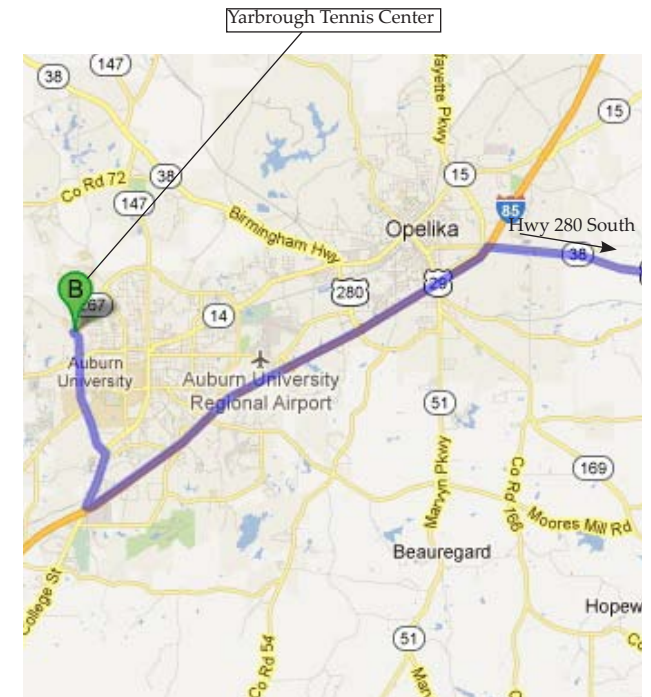 Yarbrough Tennis Center
147
38
fayette Pkwy
15
Co Rd 72
38
15
147
85
Birmingham Hwy
Opelika
Hwy 280 South
38
B
267
29
280
14
Auburn
University
Auburn University
Regional Airport
51
Marvyn Pkwy
Co Rd 166
169
Moores Mill Rd
Beauregard
College St
Hopew
51
Co Rd 54
Mar
Co